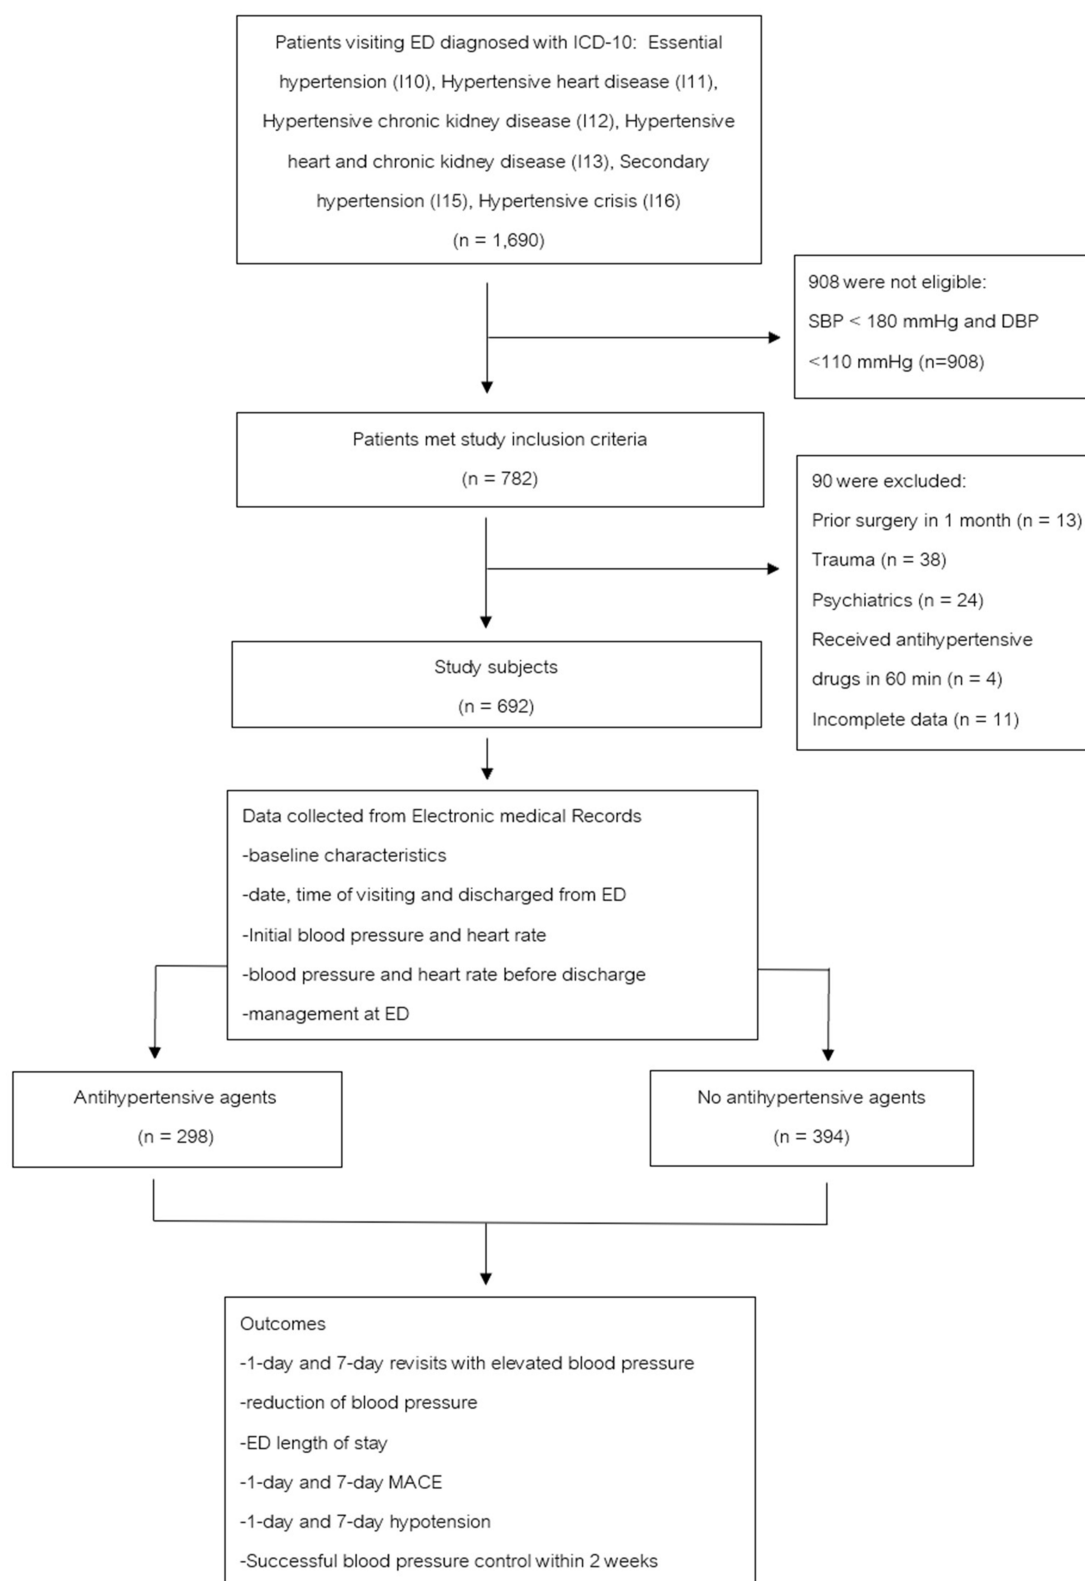 Patients visiting ED diagnosed with ICD-10: Essential
hypertension (I10), Hypertensive heart disease (I11),
Hypertensive chronic kidney disease (I12), Hypertensive
heart and chronic kidney disease (I13), Secondary
hypertension (I15), Hypertensive crisis (I16)
(n = 1,690)
908 were not eligible:
SBP < 180 mmHg and DBP
<110 mmHg (n=908)
Patients met study inclusion criteria
(n = 782)
90 were excluded:
Prior surgery in 1 month (n = 13)
Trauma (n = 38)
Psychiatrics (n = 24)
Received antihypertensive
drugs in 60 min (n = 4)
Incomplete data (n = 11)
Study subjects
(n = 692)
Data collected from Electronic medical Records
-baseline characteristics
-date, time of visiting and discharged from ED
-Initial blood pressure and heart rate
-blood pressure and heart rate before discharge
-management at ED
Antihypertensive agents
(n = 298)
No antihypertensive agents
(n = 394)
Outcomes
-1-day and 7-day revisits with elevated blood pressure
-reduction of blood pressure
-ED length of stay
-1-day and 7-day MACE
-1-day and 7-day hypotension
-Successful blood pressure control within 2 weeks